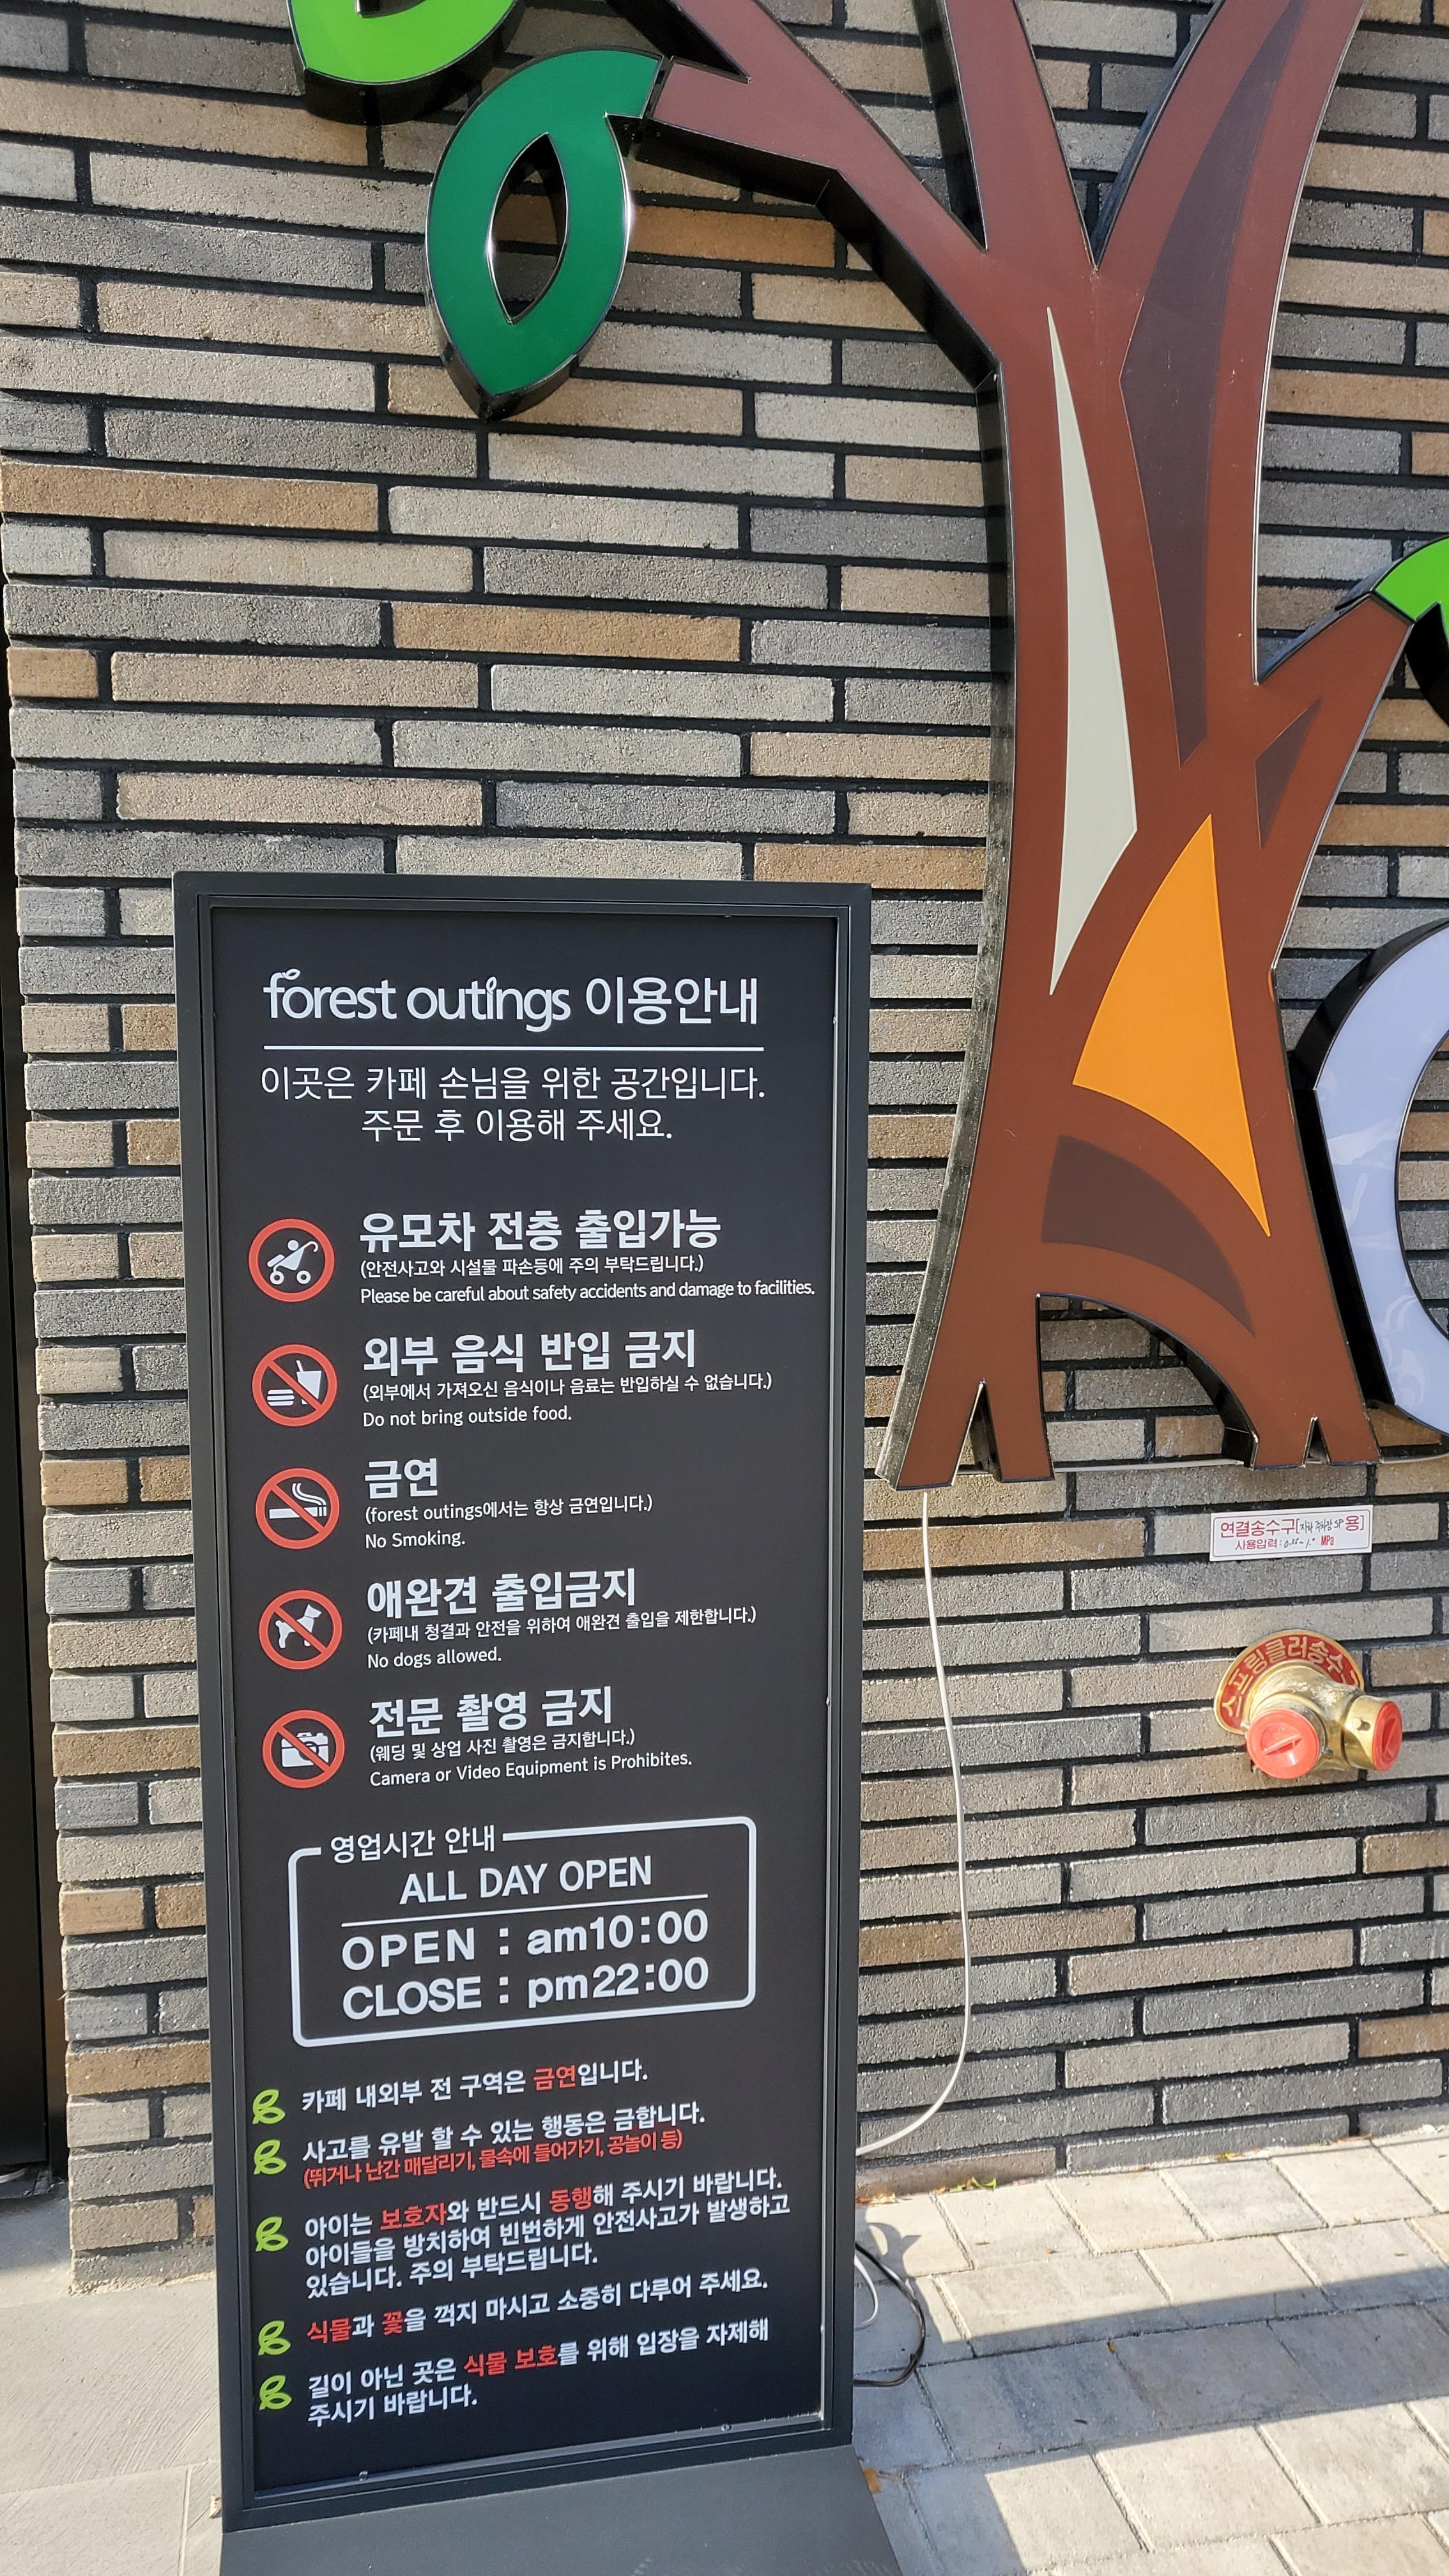 forest outings 이용안내
이곳은 카페 손님을 위한 공간입니다.
주문 후 이용해 주세요.
유모차 전층 출입가능
(안전사고와 시설물 파손등에 주의 부탁드립니다.)
Please be careful about safety accidents and damage to facilities.
외부 음식 반입 금지
(외부에서 가져오신 음식이나 음료는 반입하실 수 없습니다.)
Do not bring outside food.
금연
(forest outings에서는 항상 금연입니다.)
No Smoking.
애완견 출입금지
(카페내 청결과 안전을 위하여 애완견 출입을 제한합니다.)
No dogs allowed.
전문 촬영 금지
(웨딩 및 상업 사진 촬영은 금지합니다.)
Camera or Video Equipment is Prohibites.
영업시간 안내
ALL DAY OPEN
OPEN : am10:00
CLOSE : pm22:00
카페 내외부 전 구역은 금연입니다.
사고를 유발 할 수 있는 행동은 금합니다.
(뛰거나 난간 매달리기, 물속에 들어가기, 공놀이 등)
아이는 보호자와 반드시 동행해 주시기 바랍니다.
아이들을 방치하여 빈번하게 안전사고가 발생하고
있습니다. 주의 부탁드립니다.
식물과 꽃을 꺽지 마시고 소중히 다루어 주세요.
길이 아닌 곳은 식물 보호를 위해 입장을 자제해
주시기 바랍니다.
연결송수구[지하 주차장 SP 용]
사용압력: MPa
스프링클러송수